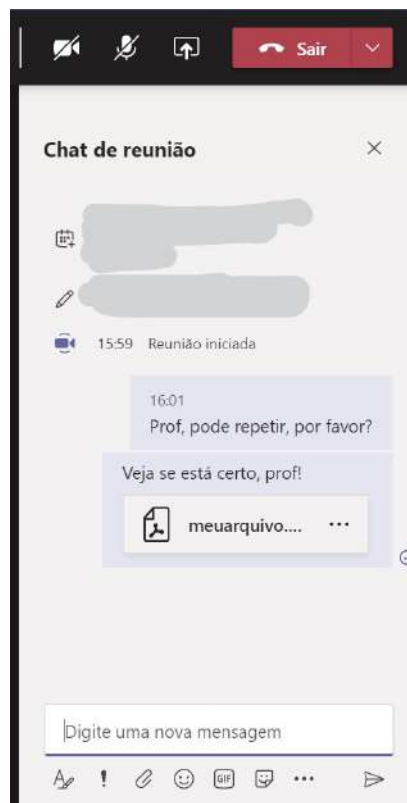 Sair
Chat de reunião
15:59 Reunião iniciada
16:01
Prof, pode repetir, por favor?
Veja se está certo, prof!
meuarquivo.... ...
Digite uma nova mensagem
GIF